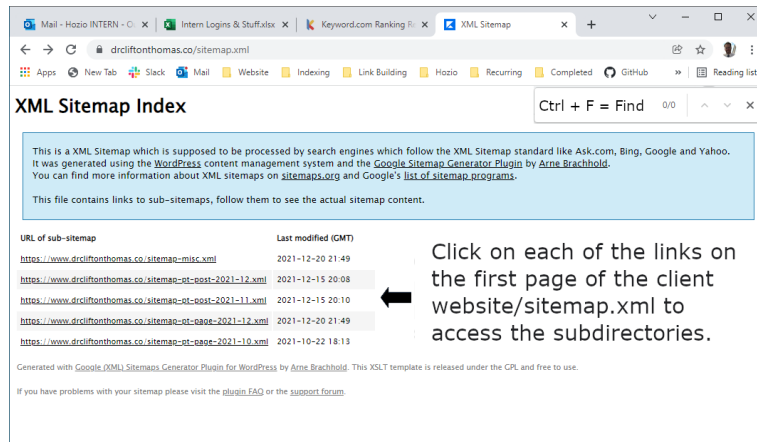 Mail - Hozio INTERN - O
Intern Logins & Stuff.xlsx
Keyword.com Ranking Re
XML Sitemap
drcliftonthomas.co/sitemap.xml
Apps New Tab Slack Mail Website Indexing Link Building Hozio Recurring Completed GitHub » Reading list
XML Sitemap Index
Ctrl + F = Find 0/0
This is a XML Sitemap which is supposed to be processed by search engines which follow the XML Sitemap standard like Ask.com, Bing, Google and Yahoo.
It was generated using the WordPress content management system and the Google Sitemap Generator Plugin by Arne Brachhold.
You can find more information about XML sitemaps on sitemaps.org and Google's list of sitemap programs.
This file contains links to sub-sitemaps, follow them to see the actual sitemap content.
URL of sub-sitemap Last modified (GMT)
https://www.drcliftonthomas.co/sitemap-misc.xml 2021-12-20 21:49
https://www.drcliftonthomas.co/sitemap-pt-post-2021-12.xml 2021-12-15 20:08
https://www.drcliftonthomas.co/sitemap-pt-post-2021-11.xml 2021-12-15 20:10
https://www.drcliftonthomas.co/sitemap-pt-page-2021-12.xml 2021-12-20 21:49
https://www.drcliftonthomas.co/sitemap-pt-page-2021-10.xml 2021-10-22 18:13
Click on each of the links on
the first page of the client
website/sitemap.xml to
access the subdirectories.
Generated with Google (XML) Sitemaps Generator Plugin for WordPress by Arne Brachhold. This XSLT template is released under the GPL and free to use.
If you have problems with your sitemap please visit the plugin FAQ or the support forum.